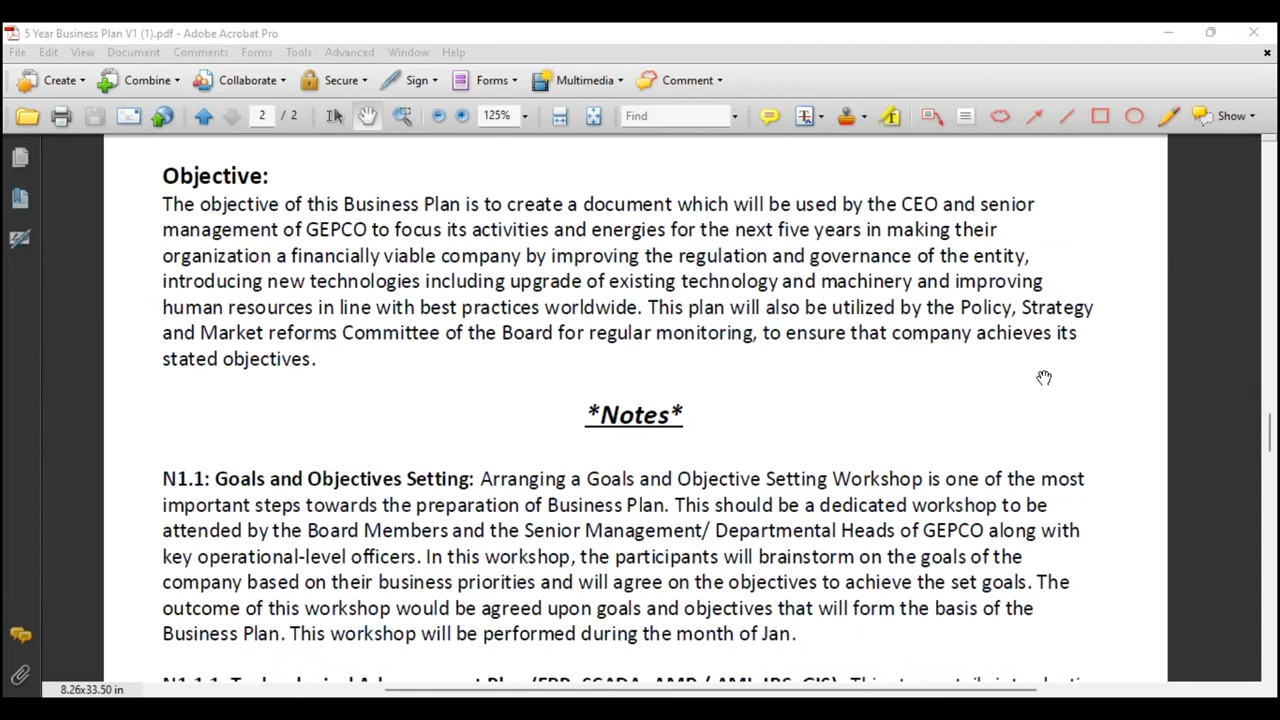 5 Year Business Plan V1 (1).pdf - Adobe Acrobat Pro
File Edit View Document Comments Forms Tools Advanced Window Help
Create Combine Collaborate Secure Sign Forms Multimedia Comment
2 / 2 125% Find Show
Objective:
The objective of this Business Plan is to create a document which will be used by the CEO and senior
management of GEPCO to focus its activities and energies for the next five years in making their
organization a financially viable company by improving the regulation and governance of the entity,
introducing new technologies including upgrade of existing technology and machinery and improving
human resources in line with best practices worldwide. This plan will also be utilized by the Policy, Strategy
and Market reforms Committee of the Board for regular monitoring, to ensure that company achieves its
stated objectives.
*Notes*
N1.1: Goals and Objectives Setting: Arranging a Goals and Objective Setting Workshop is one of the most
important steps towards the preparation of Business Plan. This should be a dedicated workshop to be
attended by the Board Members and the Senior Management/ Departmental Heads of GEPCO along with
key operational-level officers. In this workshop, the participants will brainstorm on the goals of the
company based on their business priorities and will agree on the objectives to achieve the set goals. The
outcome of this workshop would be agreed upon goals and objectives that will form the basis of the
Business Plan. This workshop will be performed during the month of Jan.
8.26x33.50 in